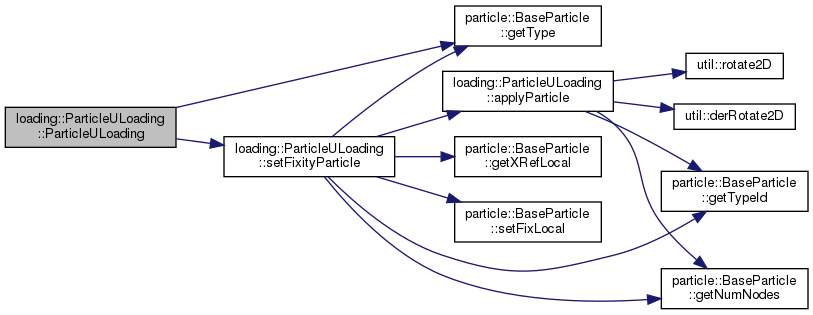 loading::ParticleULoading
::ParticleULoading
loading::ParticleULoading
::setFixityParticle
particle::BaseParticle
::getType
loading::ParticleULoading
::applyParticle
particle::BaseParticle
::getXRefLocal
particle::BaseParticle
::setFixLocal
util::rotate2D
util::derRotate2D
particle::BaseParticle
::getTypeId
particle::BaseParticle
::getNumNodes